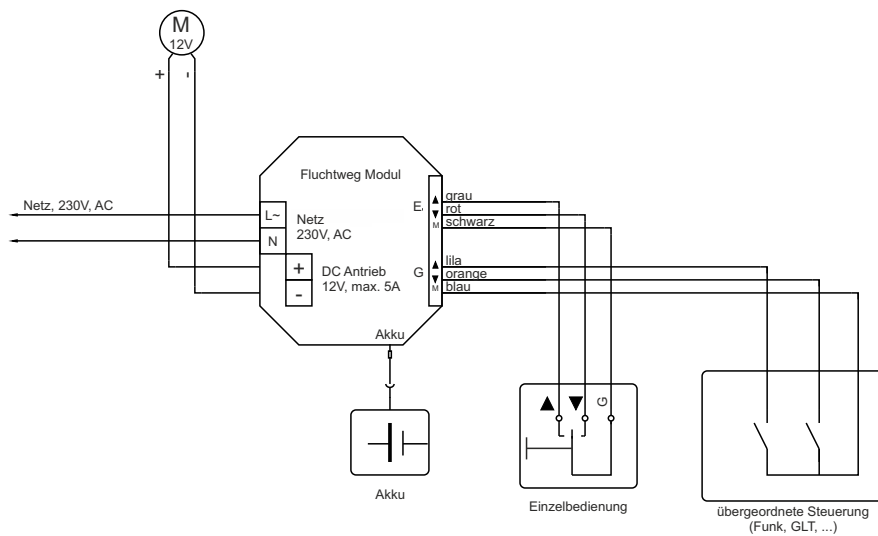 M
12V
+ -
Fluchtweg Modul
Netz, 230V, AC
L~
N
Netz
230V, AC
+
-
DC Antrieb
12V, max. 5A
Akku
E
▲
▼
M
grau
rot
schwarz
G
▲
▼
M
lila
orange
blau
▲ ▼ G
Akku
Einzelbedienung
übergeordnete Steuerung
(Funk, GLT, ...)